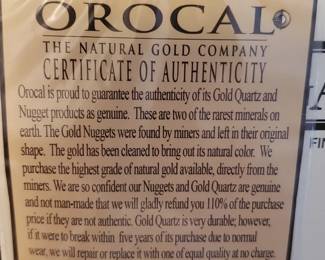 OROCAL
THE NATURAL GOLD COMPANY
CERTIFICATE OF AUTHENTICITY
Orocal is proud to guarantee the authenticity of its Gold Quartz and
Nugget products as genuine. These are two of the rarest minerals on
earth. The Gold Nuggets were found by miners and left in their original
shape. The gold has been cleaned to bring out its natural color. We
purchase the highest grade of natural gold available, directly from the
miners. We are so confident our Nuggets and Gold Quartz are genuine
and not man-made that we will gladly refund you 110% of the purchase
price if they are not authentic. Gold Quartz is very durable; however,
if it were to break within five years of its purchase due to normal
wear, we will repair or replace it with one of equal quality at no charge.